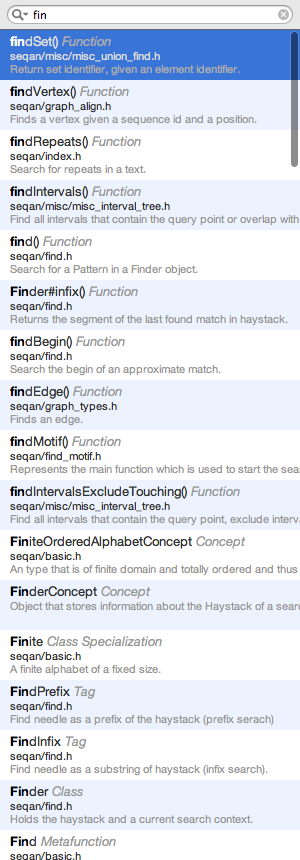 fin
findSet() Function
seqan/misc/misc_union_find.h
Return set identifier, given an element identifier.
findVertex() Function
seqan/graph_align.h
Finds a vertex given a sequence id and a position.
findRepeats() Function
seqan/index.h
Search for repeats in a text.
findIntervals() Function
seqan/misc/misc_interval_tree.h
Find all intervals that contain the query point or overlap with
find() Function
seqan/find.h
Search for a Pattern in a Finder object.
Finder#infix() Function
seqan/find.h
Returns the segment of the last found match in haystack.
findBegin() Function
seqan/find.h
Search the begin of an approximate match.
findEdge() Function
seqan/graph_types.h
Finds an edge.
findMotif() Function
seqan/find_motif.h
Represents the main function which is used to start the sea
findIntervalsExcludeTouching() Function
seqan/misc/misc_interval_tree.h
Find all intervals that contain the query point, exclude interv
FiniteOrderedAlphabetConcept Concept
seqan/basic.h
An type that is of finite domain and totally ordered and thus
FinderConcept Concept
Object that stores information about the Haystack of a searc
Finite Class Specialization
seqan/basic.h
A finite alphabet of a fixed size.
FindPrefix Tag
seqan/find.h
Find needle as a prefix of the haystack (prefix serach)
FindInfix Tag
seqan/find.h
Find needle as a substring of haystack (infix search).
Finder Class
seqan/find.h
Holds the haystack and a current search context.
Find Metafunction
seqan/basic.h